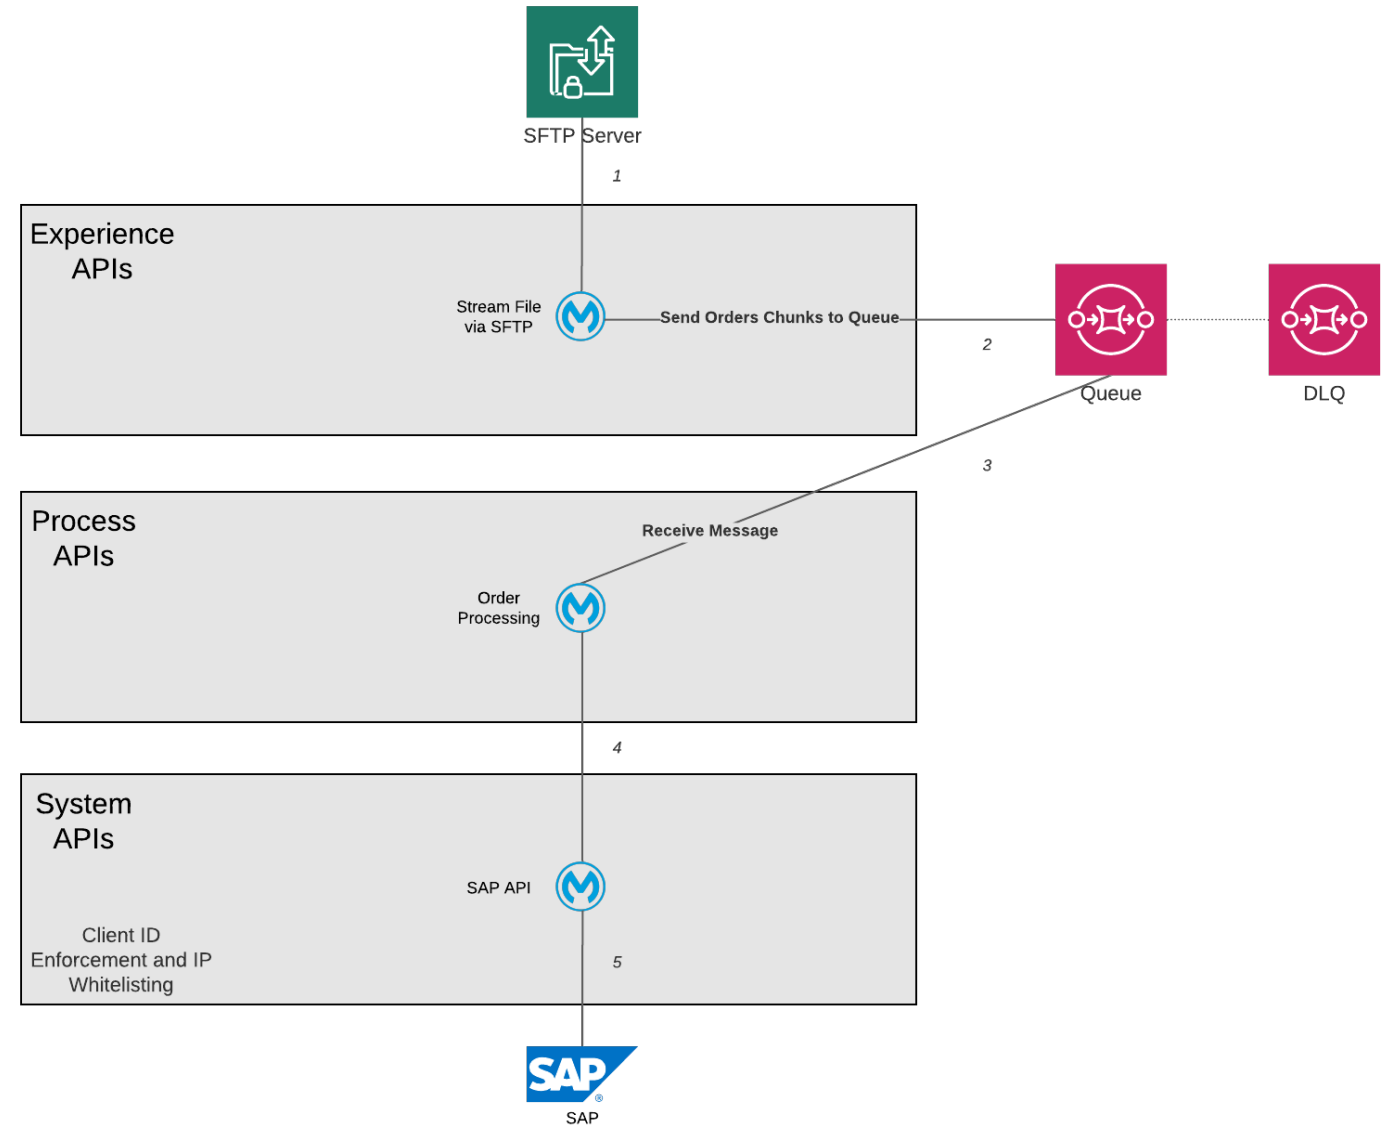 SFTP Server
1
Experience
APIs
Stream File
via SFTP
Send Orders Chunks to Queue
2
Queue
DLQ
3
Process
APIs
Receive Message
Order
Processing
4
System
APIs
SAP API
Client ID
Enforcement and IP
Whitelisting
5
SAP
®
SAP